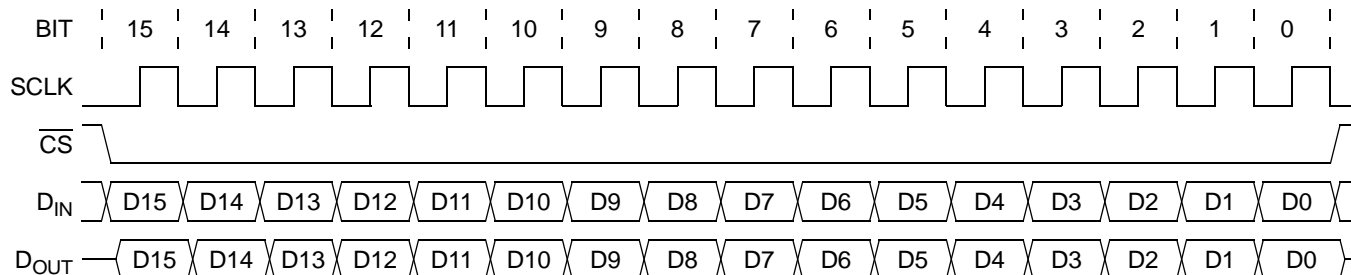 BIT 15 14 13 12 11 10 9 8 7 6 5 4 3 2 1 0
SCLK
CS
DIN D15 D14 D13 D12 D11 D10 D9 D8 D7 D6 D5 D4 D3 D2 D1 D0
DOUT D15 D14 D13 D12 D11 D10 D9 D8 D7 D6 D5 D4 D3 D2 D1 D0